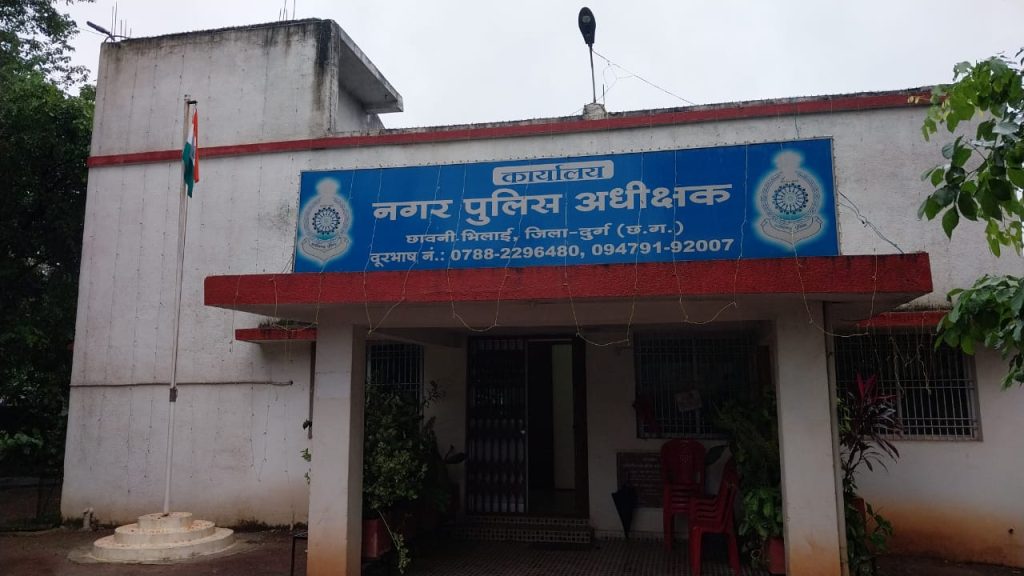 कार्यालय
नगर पुलिस अधीक्षक
छावनी भिलाई, जिला-दुर्ग (छ.ग.)
दूरभाष नं.: 0788-2296480, 094791-92007